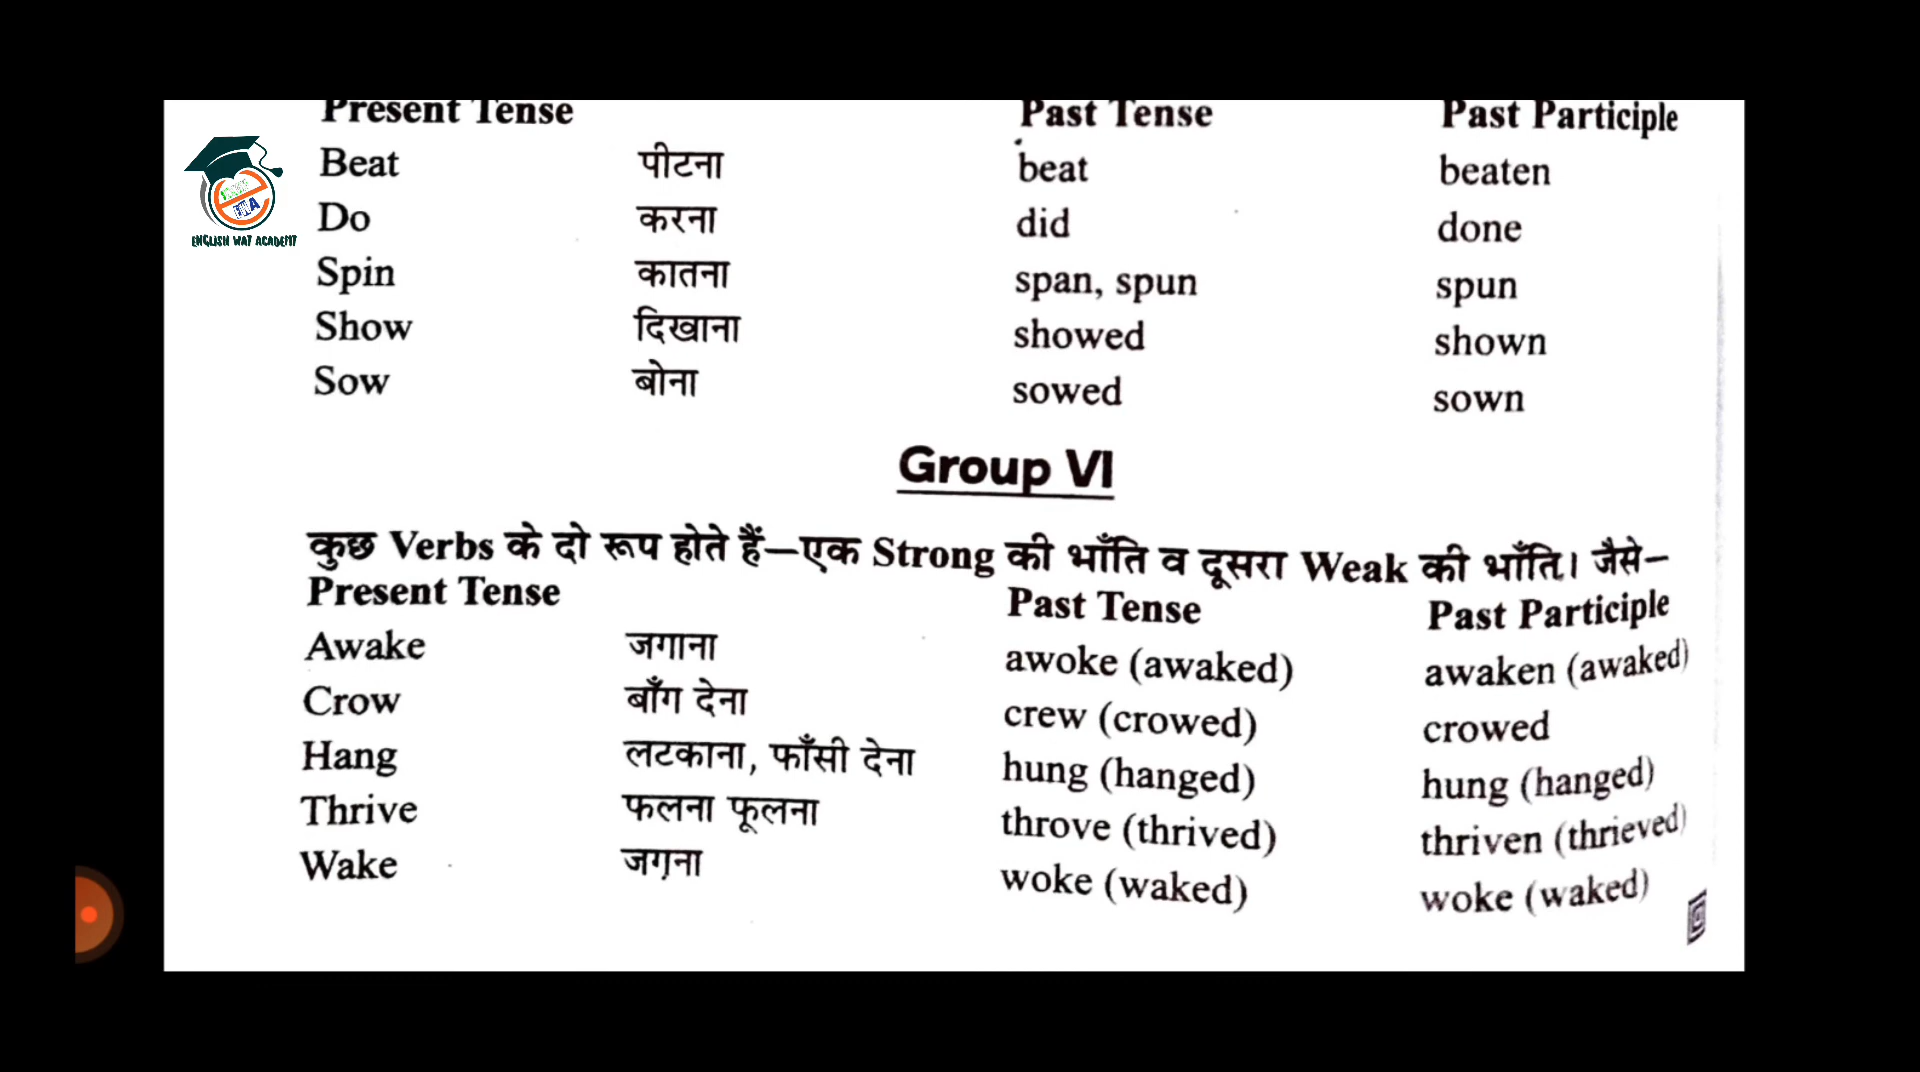 Present Tense Past Tense Past Participle
Beat पीटना beat beaten
Do करना did done
Spin कातना span, spun spun
Show दिखाना showed shown
Sow बोना sowed sown
ENGLISH WAY ACADEMY
Group VI
कुछ Verbs के दो रूप होते हैं—एक Strong की भाँति व दूसरा Weak की भाँति। जैसे–
Present Tense Past Tense Past Participle
Awake जगाना awoke (awaked) awaken (awaked)
Crow बाँग देना crew (crowed) crowed
Hang लटकाना, फाँसी देना hung (hanged) hung (hanged)
Thrive फलना फूलना throve (thrived) thriven (thrieved)
Wake जगना woke (waked) woke (waked)